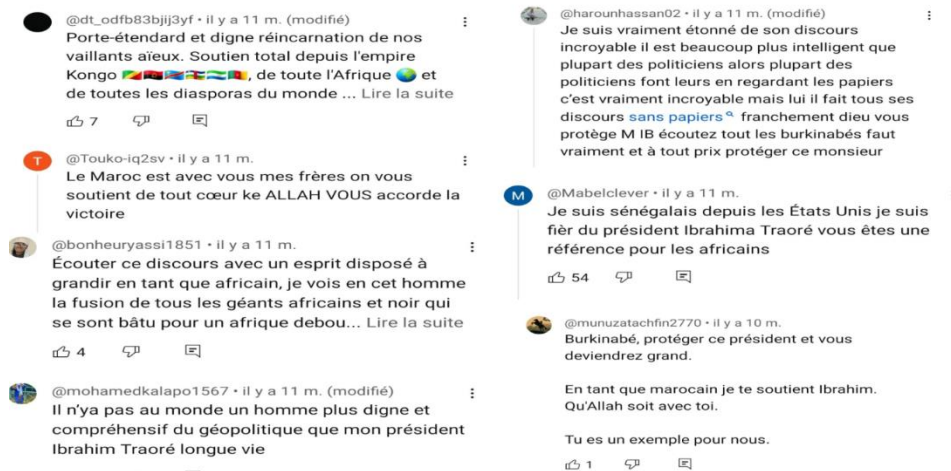 @dt_odfb83bjij3yf • il y a 11 m. (modifié)
Porte-étendard et digne réincarnation de nos
vaillants aïeux. Soutien total depuis l'empire
Kongo 🇨🇬🇦🇴🇨🇩🇨🇫🇬🇦🇨🇲, de toute l'Afrique 🌍 et
de toutes les diasporas du monde ... Lire la suite
7
@Touko-iq2sv • il y a 11 m.
Le Maroc est avec vous mes frères on vous
soutient de tout cœur ke ALLAH VOUS accorde la
victoire
@bonheuryassi1851 • il y a 11 m.
Écouter ce discours avec un esprit disposé à
grandir en tant que africain, je vois en cet homme
la fusion de tous les géants africains et noir qui
se sont bâtu pour un afrique debou... Lire la suite
4
@mohamedkalapo1567 • il y a 11 m. (modifié)
Il n'ya pas au monde un homme plus digne et
compréhensif du géopolitique que mon président
Ibrahim Traoré longue vie
@harounhassan02 • il y a 11 m. (modifié)
Je suis vraiment étonné de son discours
incroyable il est beaucoup plus intelligent que
plupart des politiciens alors plupart des
politiciens font leurs en regardant les papiers
c'est vraiment incroyable mais lui il fait tous ses
discours sans papiers franchement dieu vous
protège M IB écoutez tout les burkinabés faut
vraiment et à tout prix protéger ce monsieur
M
@Mabelclever • il y a 11 m.
Je suis sénégalais depuis les États Unis je suis
fièr du président Ibrahima Traoré vous êtes une
référence pour les africains
54
@munuzatachfin2770 • il y a 10 m.
Burkinabé, protéger ce président et vous
deviendrez grand.
En tant que marocain je te soutient Ibrahim.
Qu'Allah soit avec toi.
Tu es un exemple pour nous.
1